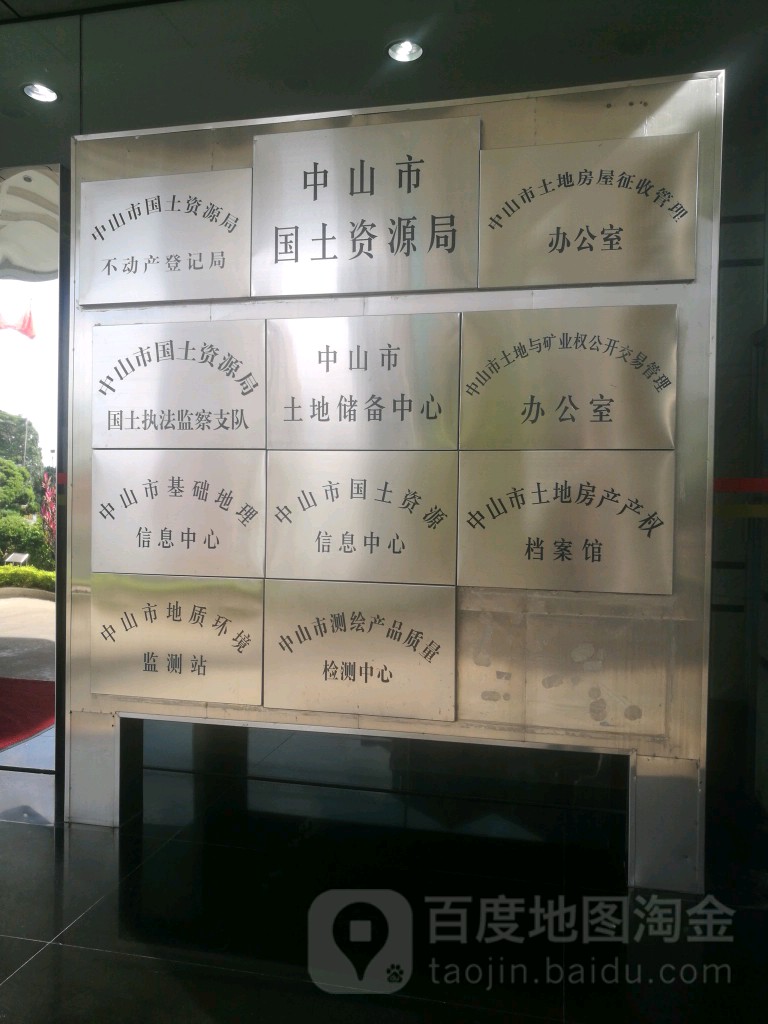 中山市国土资源局
不动产登记局
中山市
国土资源局
中山市土地房屋征收管理
办公室
中山市国土资源局
国土执法监察支队
中山市
土地储备中心
中山市土地与矿业权公开交易管理
办公室
中山市基础地理
信息中心
中山市国土资源
信息中心
中山市土地房产产权
档案馆
中山市地质环境
监测站
中山市测绘产品质量
检测中心
百度地图淘金
taojin.baidu.com